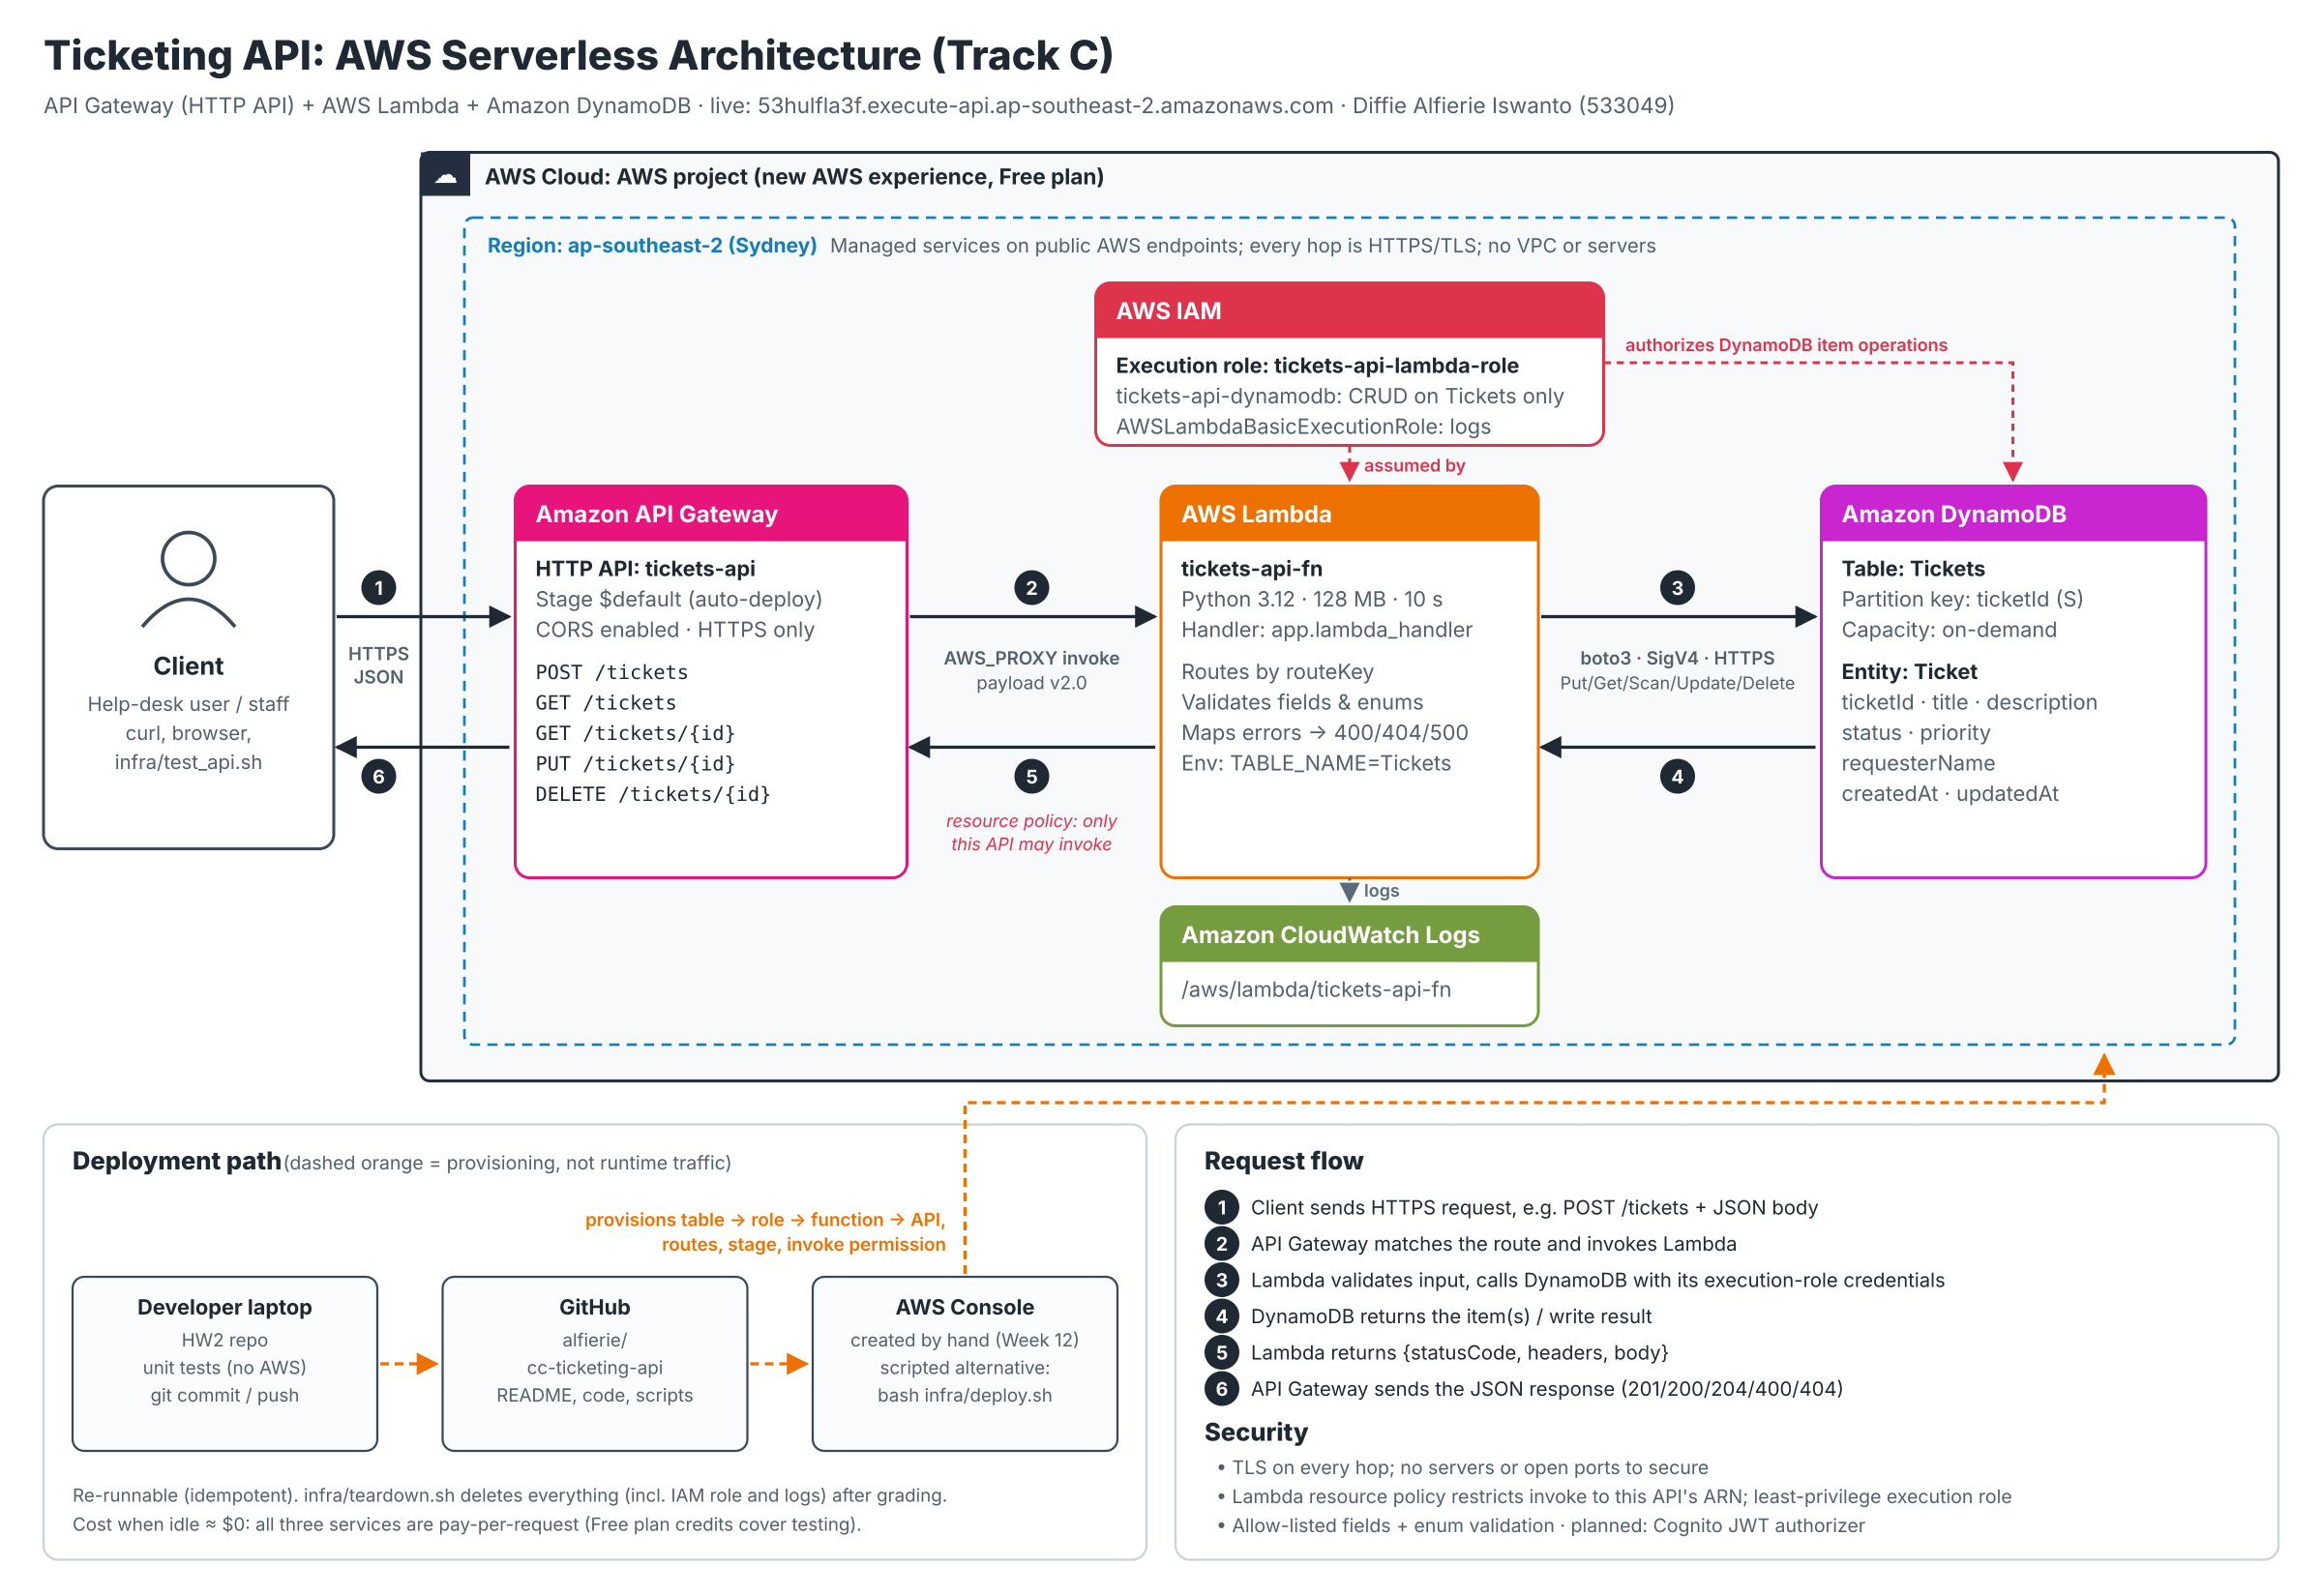 Ticketing API: AWS Serverless Architecture (Track C)
API Gateway (HTTP API) + AWS Lambda + Amazon DynamoDB · live: 53hulfla3f.execute-api.ap-southeast-2.amazonaws.com · Diffie Alfierie Iswanto (533049)
AWS Cloud: AWS project (new AWS experience, Free plan)
Region: ap-southeast-2 (Sydney) Managed services on public AWS endpoints; every hop is HTTPS/TLS; no VPC or servers
AWS IAM
Execution role: tickets-api-lambda-role
tickets-api-dynamodb: CRUD on Tickets only
AWSLambdaBasicExecutionRole: logs
authorizes DynamoDB item operations
assumed by
Client
Help-desk user / staff
curl, browser,
infra/test_api.sh
1
HTTPS
JSON
6
Amazon API Gateway
HTTP API: tickets-api
Stage $default (auto-deploy)
CORS enabled · HTTPS only
POST /tickets
GET /tickets
GET /tickets/{id}
PUT /tickets/{id}
DELETE /tickets/{id}
2
AWS_PROXY invoke
payload v2.0
5
resource policy: only
this API may invoke
AWS Lambda
tickets-api-fn
Python 3.12 · 128 MB · 10 s
Handler: app.lambda_handler
Routes by routeKey
Validates fields & enums
Maps errors → 400/404/500
Env: TABLE_NAME=Tickets
3
boto3 · SigV4 · HTTPS
Put/Get/Scan/Update/Delete
4
Amazon DynamoDB
Table: Tickets
Partition key: ticketId (S)
Capacity: on-demand
Entity: Ticket
ticketId · title · description
status · priority
requesterName
createdAt · updatedAt
logs
Amazon CloudWatch Logs
/aws/lambda/tickets-api-fn
Deployment path (dashed orange = provisioning, not runtime traffic)
provisions table → role → function → API,
routes, stage, invoke permission
Developer laptop
HW2 repo
unit tests (no AWS)
git commit / push
GitHub
alfierie/
cc-ticketing-api
README, code, scripts
AWS Console
created by hand (Week 12)
scripted alternative:
bash infra/deploy.sh
Re-runnable (idempotent). infra/teardown.sh deletes everything (incl. IAM role and logs) after grading.
Cost when idle ≈ $0: all three services are pay-per-request (Free plan credits cover testing).
Request flow
1 Client sends HTTPS request, e.g. POST /tickets + JSON body
2 API Gateway matches the route and invokes Lambda
3 Lambda validates input, calls DynamoDB with its execution-role credentials
4 DynamoDB returns the item(s) / write result
5 Lambda returns {statusCode, headers, body}
6 API Gateway sends the JSON response (201/200/204/400/404)
Security
• TLS on every hop; no servers or open ports to secure
• Lambda resource policy restricts invoke to this API's ARN; least-privilege execution role
• Allow-listed fields + enum validation · planned: Cognito JWT authorizer